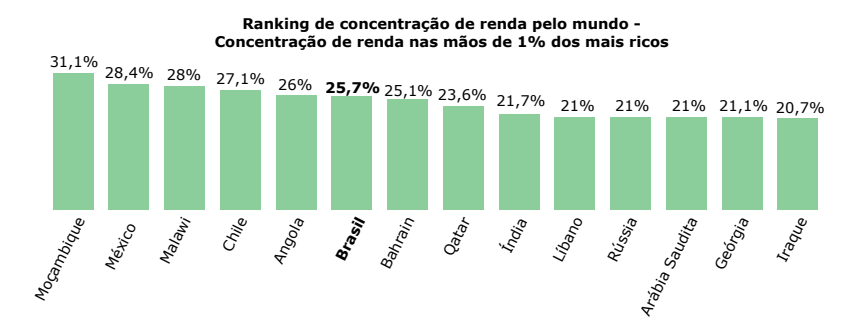 Ranking de concentração de renda pelo mundo -
Concentração de renda nas mãos de 1% dos mais ricos
31,1%
28,4%
28%
27,1%
26%
25,7%
25,1%
23,6%
21,7%
21%
21%
21%
21,1%
20,7%
Moçambique
México
Malawi
Chile
Angola
Brasil
Bahrain
Qatar
Índia
Líbano
Rússia
Arábia Saudita
Geórgia
Iraque